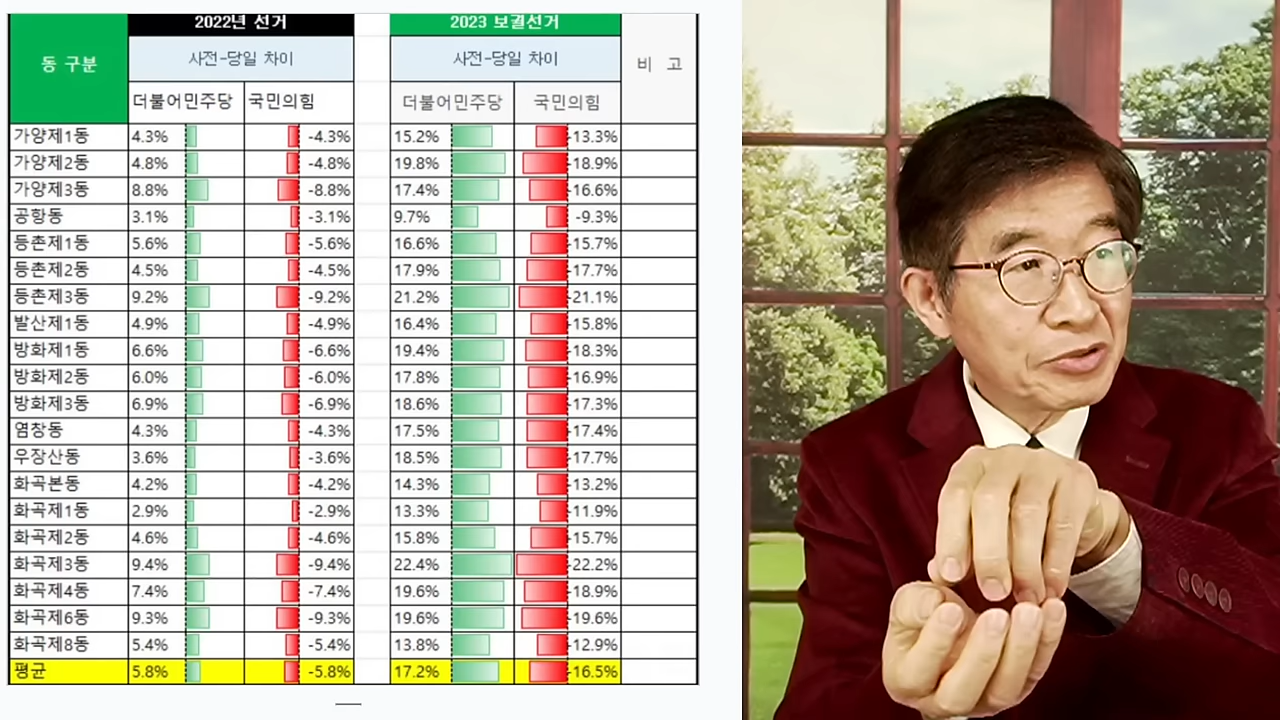 2022년 선거 2023 보궐선거
동 구분 사전-당일 차이 사전-당일 차이 비 고
더불어민주당 국민의힘 더불어민주당 국민의힘
가양제1동 4.3% -4.3% 15.2% -13.3%
가양제2동 4.8% -4.8% 19.8% -18.9%
가양제3동 8.8% -8.8% 17.4% -16.6%
공항동 3.1% -3.1% 9.7% -9.3%
등촌제1동 5.6% -5.6% 16.6% -15.7%
등촌제2동 4.5% -4.5% 17.9% -17.7%
등촌제3동 9.2% -9.2% 21.2% -21.1%
발산제1동 4.9% -4.9% 16.4% -15.8%
방화제1동 6.6% -6.6% 19.4% -18.3%
방화제2동 6.0% -6.0% 17.8% -16.9%
방화제3동 6.9% -6.9% 18.6% -17.3%
염창동 4.3% -4.3% 17.5% -17.4%
우장산동 3.6% -3.6% 18.5% -17.7%
화곡본동 4.2% -4.2% 14.3% -13.2%
화곡제1동 2.9% -2.9% 13.3% -11.9%
화곡제2동 4.6% -4.6% 15.8% -15.7%
화곡제3동 9.4% -9.4% 22.4% -22.2%
화곡제4동 7.4% -7.4% 19.6% -18.9%
화곡제6동 9.3% -9.3% 19.6% -19.6%
화곡제8동 5.4% -5.4% 13.8% -12.9%
평균 5.8% -5.8% 17.2% -16.5%